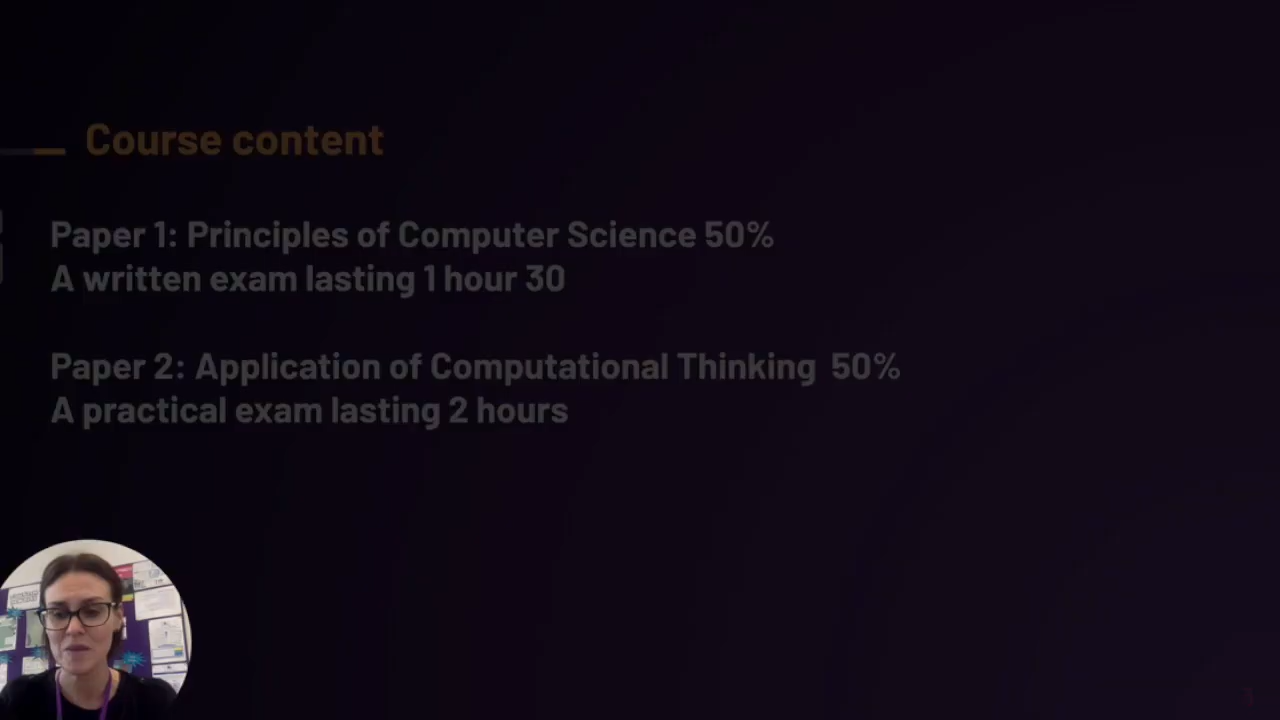 Course content
Paper 1: Principles of Computer Science 50%
A written exam lasting 1 hour 30
Paper 2: Application of Computational Thinking 50%
A practical exam lasting 2 hours